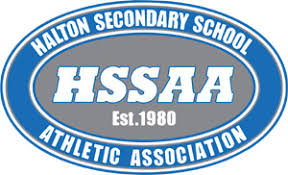 HALTON SECONDARY SCHOOL
HSSAA
Est.1980
ATHLETIC ASSOCIATION